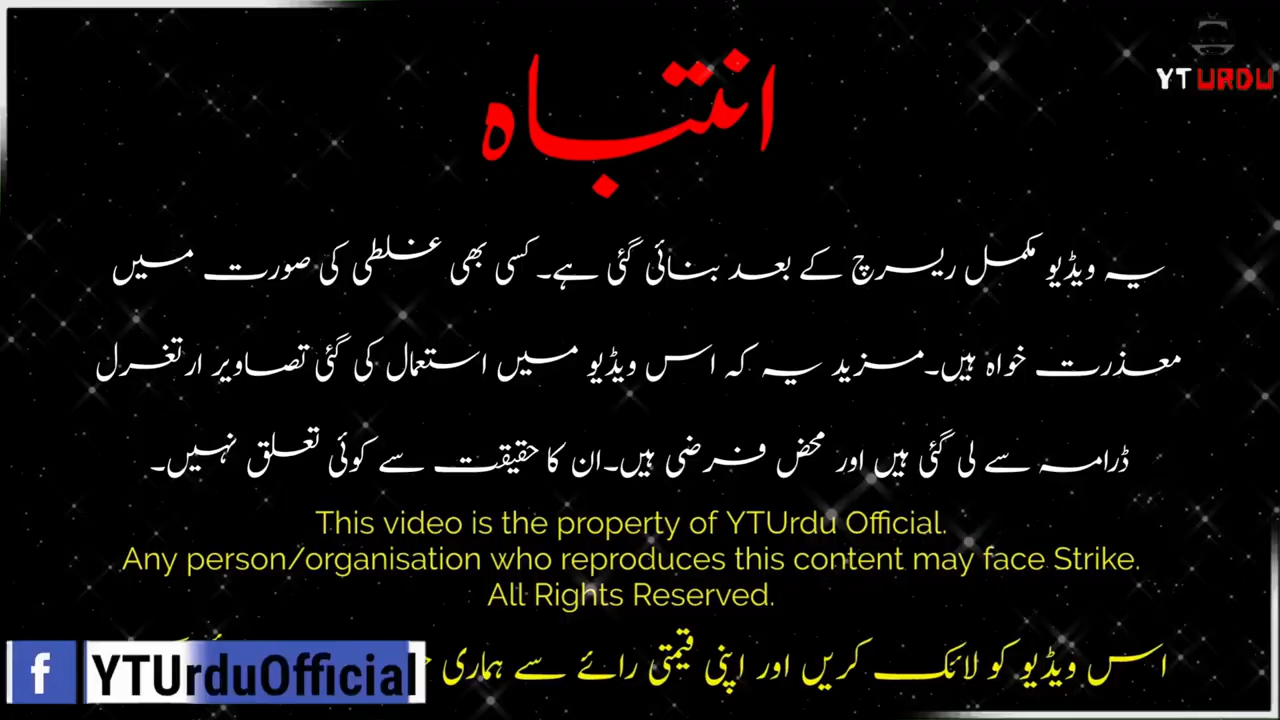 انتباہ
YT URDU
یہ ویڈیو مکمل ریسرچ کے بعد بنائی گئی ہے۔ کسی بھی غلطی کی صورت میں
معذرت خواہ ہیں۔ مزید یہ کہ اس ویڈیو میں استعمال کی گئی تصاویر ارتغرل
ڈرامہ سے لی گئی ہیں اور محض فرضی ہیں۔ ان کا حقیقت سے کوئی تعلق نہیں۔
This video is the property of YTUrdu Official.
Any person/organisation who reproduces this content may face Strike.
All Rights Reserved.
اس ویڈیو کو لائک کریں اور اپنی قیمتی رائے سے ہماری
f YTUrduOfficial